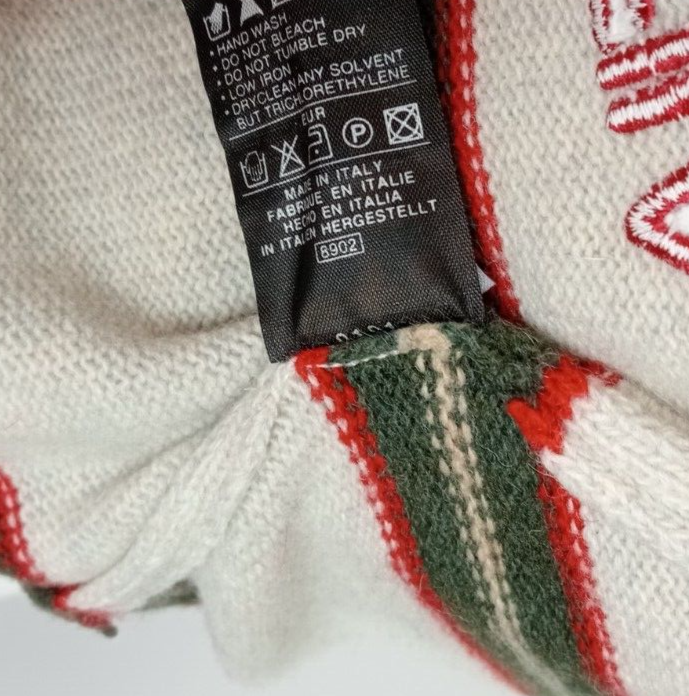 • HAND WASH
• DO NOT BLEACH
• DO NOT TUMBLE DRY
• LOW IRON
• DRYCLEAN ANY SOLVENT
BUT TRICHLORETHYLENE
EUR
P
MADE IN ITALY
FABRIQUE EN ITALIE
HECHO EN ITALIA
IN ITALIEN HERGESTELLT
8902